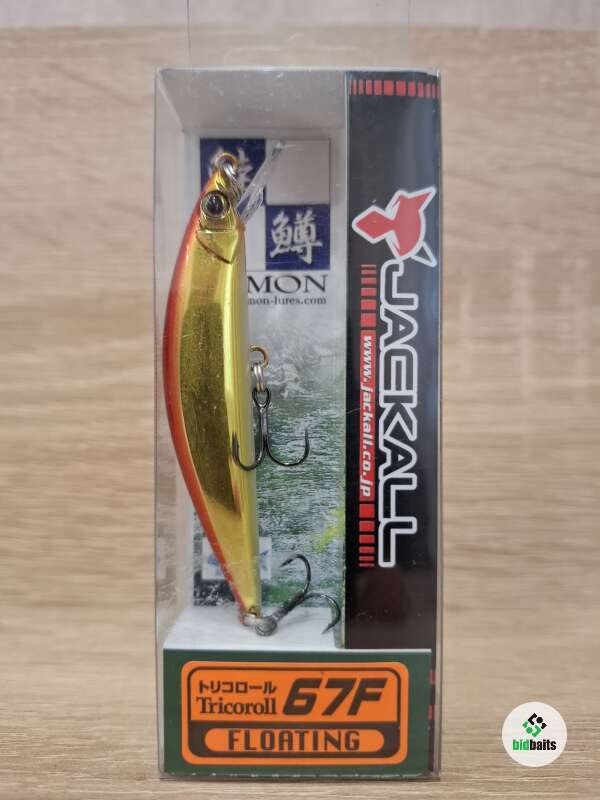 鱒
MON
mon-lures.com
JACKALL
www.jackall.co.jp
トリコロール
Tricoroll 67F
FLOATING
bidbaits